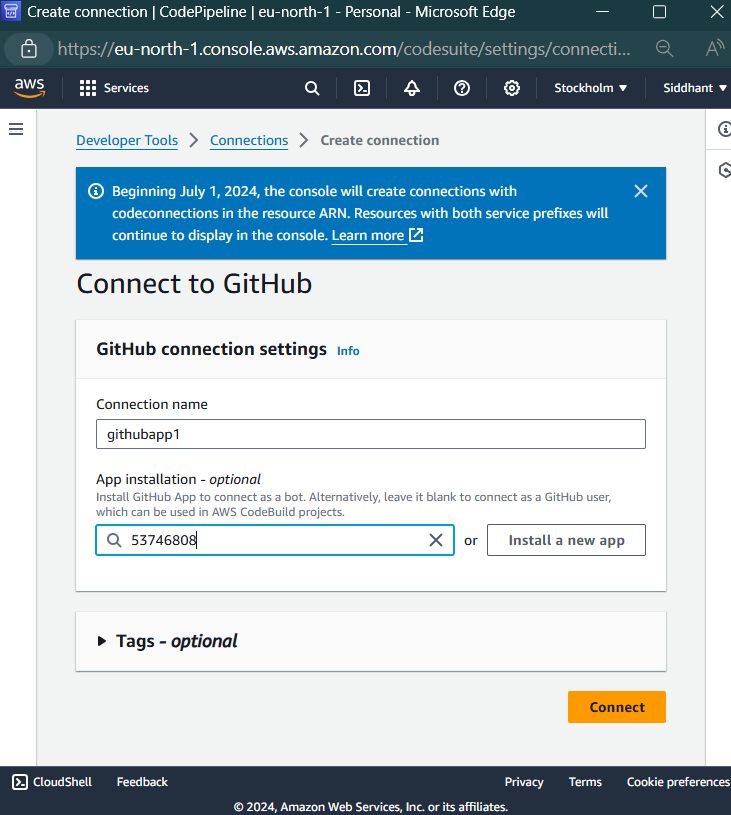 Create connection | CodePipeline | eu-north-1 - Personal - Microsoft Edge
https://eu-north-1.console.aws.amazon.com/codesuite/settings/connecti...
aws
Services
Stockholm
Siddhant
Developer Tools
Connections
Create connection
Beginning July 1, 2024, the console will create connections with
codeconnections in the resource ARN. Resources with both service prefixes will
continue to display in the console. Learn more
Connect to GitHub
GitHub connection settings Info
Connection name
githubapp1
App installation - optional
Install GitHub App to connect as a bot. Alternatively, leave it blank to connect as a GitHub user,
which can be used in AWS CodeBuild projects.
53746808
or
Install a new app
Tags - optional
Connect
CloudShell
Feedback
Privacy
Terms
Cookie preferences
© 2024, Amazon Web Services, Inc. or its affiliates.